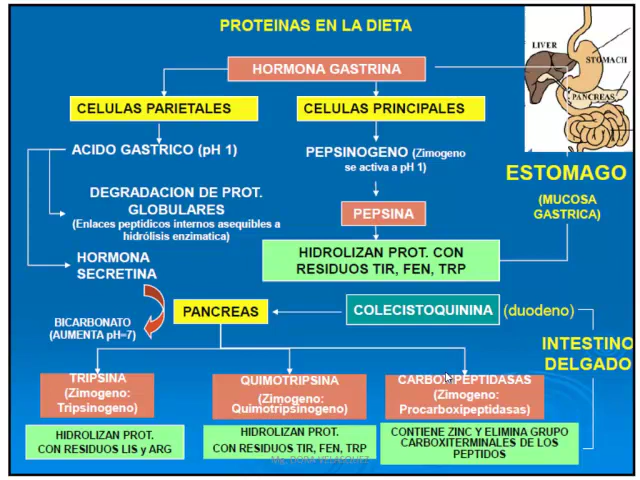 PROTEINAS EN LA DIETA
HORMONA GASTRINA
LIVER
STOMACH
PANCREAS
CELULAS PARIETALES
CELULAS PRINCIPALES
ACIDO GASTRICO (pH 1)
PEPSINOGENO (Zimogeno
se activa a pH 1)
ESTOMAGO
(MUCOSA
GASTRICA)
DEGRADACION DE PROT.
GLOBULARES
(Enlaces peptidicos internos asequibles a
hidrólisis enzimatica)
PEPSINA
HIDROLIZAN PROT. CON
RESIDUOS TIR, FEN, TRP
HORMONA
SECRETINA
PANCREAS
COLECISTOQUININA (duodeno)
BICARBONATO
(AUMENTA pH=7)
INTESTINO
DELGADO
TRIPSINA
(Zimogeno:
Tripsinogeno)
QUIMOTRIPSINA
(Zimogeno:
Quimotripsinogeno)
CARBOXIPEPTIDASAS
(Zimogeno:
Procarboxipeptidasas)
HIDROLIZAN PROT.
CON RESIDUOS LIS y ARG
HIDROLIZAN PROT.
CON RESIDUOS TIR, FEN, TRP
CONTIENE ZINC Y ELIMINA GRUPO
CARBOXITERMINALES DE LOS
PEPTIDOS